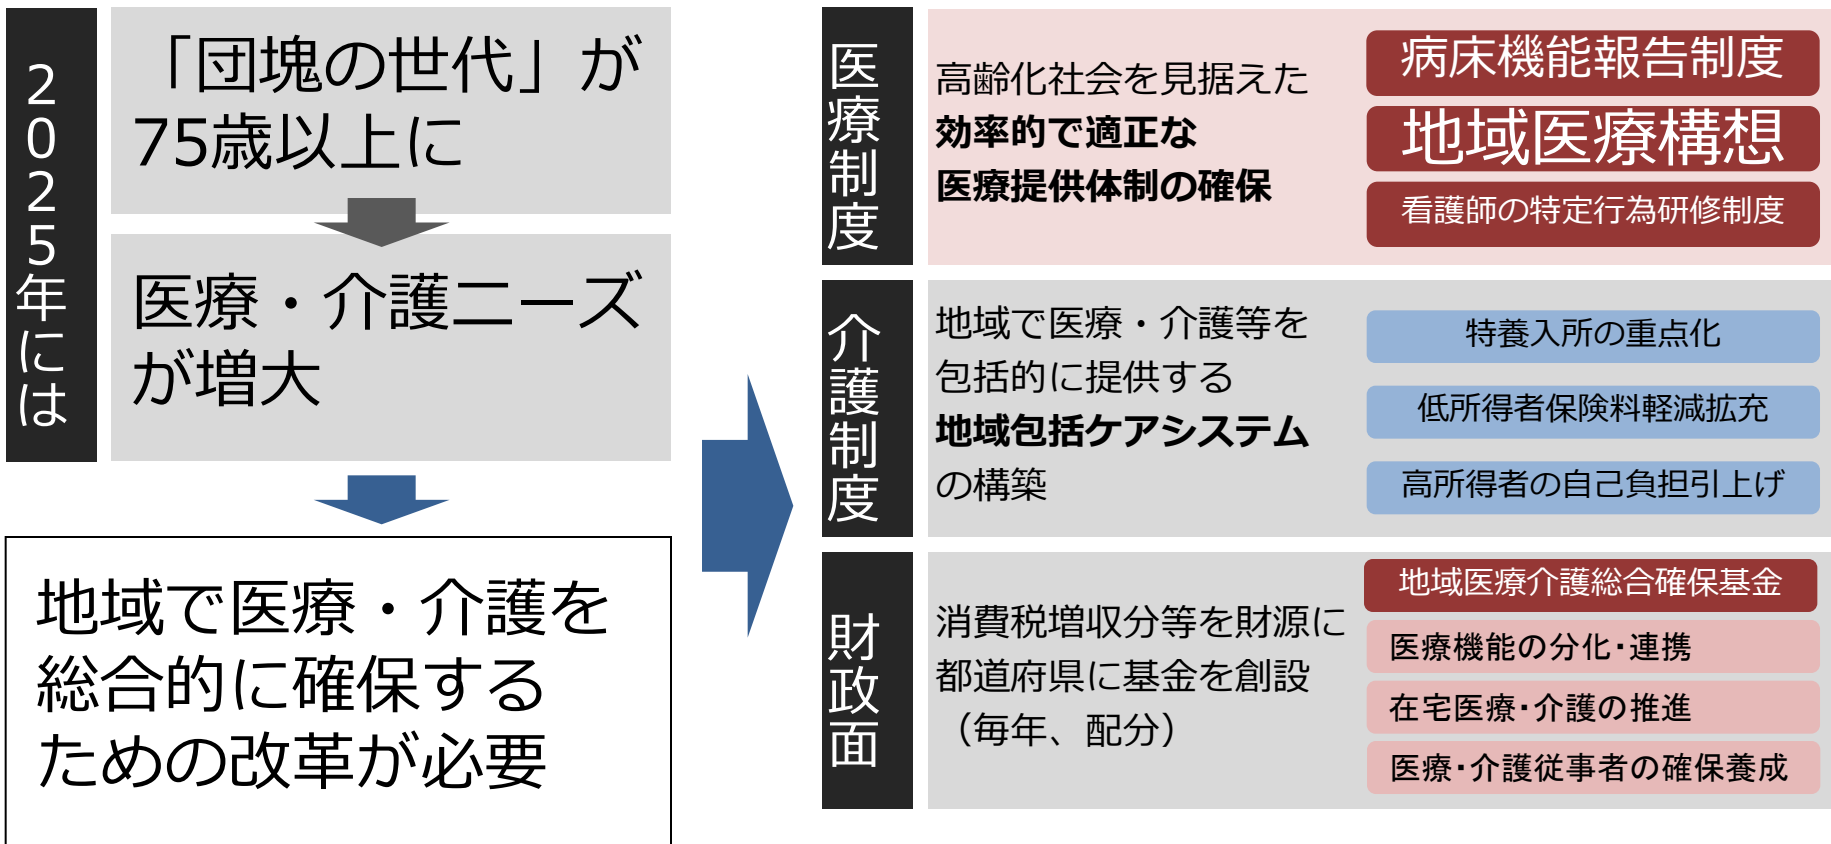 2025年には
「団塊の世代」が
75歳以上に
医療・介護ニーズ
が増大
地域で医療・介護を
総合的に確保する
ための改革が必要
医療制度
高齢化社会を見据えた
効率的で適正な
医療提供体制の確保
病床機能報告制度
地域医療構想
看護師の特定行為研修制度
介護制度
地域で医療・介護等を
包括的に提供する
地域包括ケアシステム
の構築
特養入所の重点化
低所得者保険料軽減拡充
高所得者の自己負担引上げ
財政面
消費税増収分等を財源に
都道府県に基金を創設
（毎年、配分）
地域医療介護総合確保基金
医療機能の分化・連携
在宅医療・介護の推進
医療・介護従事者の確保養成